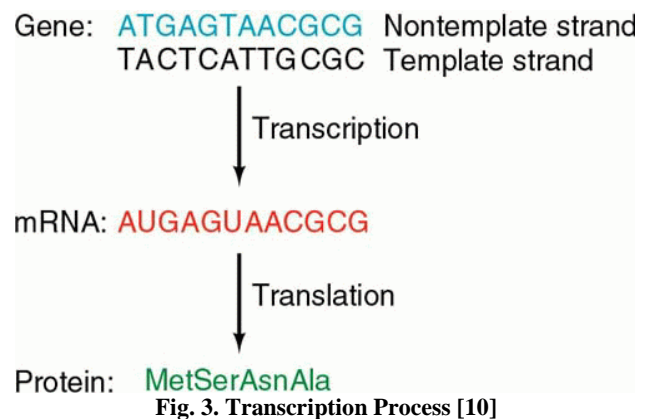 Gene: ATGAGTAACGCG Nontemplate strand
TACTCATTGCGC Template strand
Transcription
mRNA: AUGAGUAACGCG
Translation
Protein: MetSerAsnAla
Fig. 3. Transcription Process [10]